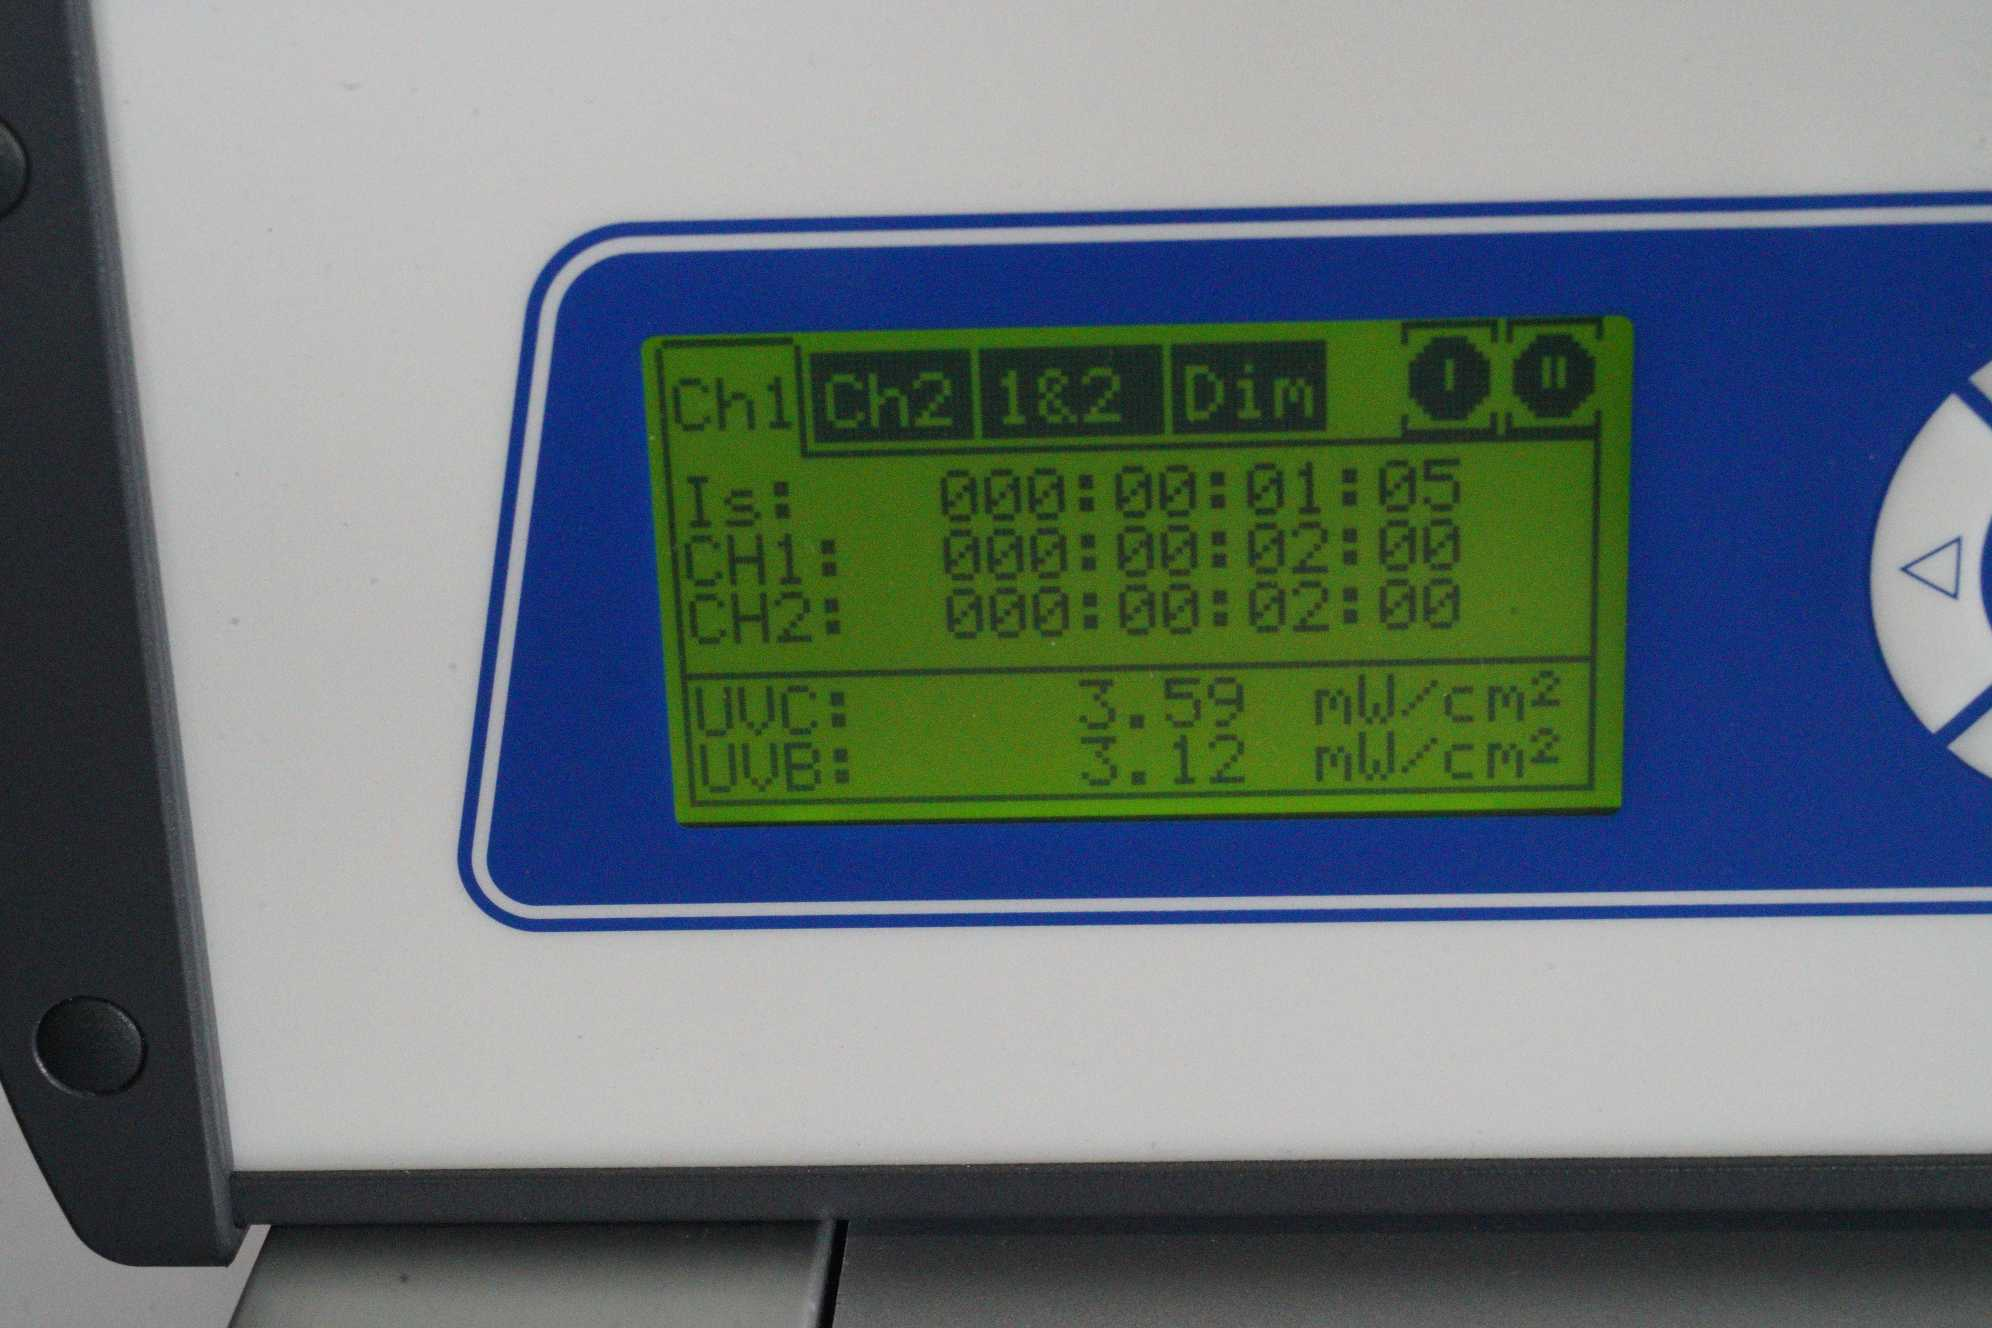 Ch1 Ch2 1&2 Dim I II
Is: 000:00:01:05
CH1: 000:00:02:00
CH2: 000:00:02:00
UVC: 3.59 mW/cm²
UVB: 3.12 mW/cm²